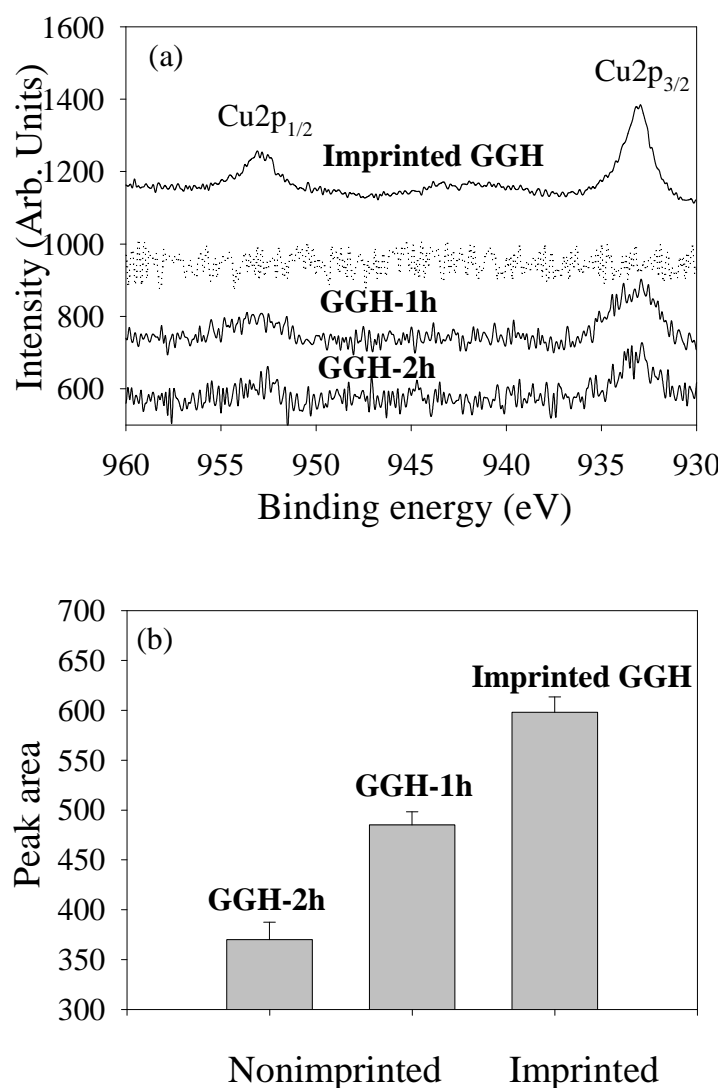 1600
(a)
Cu2p3/2
1400
Cu2p1/2
Imprinted GGH
1200
1000
GGH-1h
800
GGH-2h
600
Intensity (Arb. Units)
960 955 950 945 940 935 930
Binding energy (eV)
700
(b)
650
Imprinted GGH
600
550
GGH-1h
500
450
GGH-2h
400
350
300
Peak area
Nonimprinted Imprinted